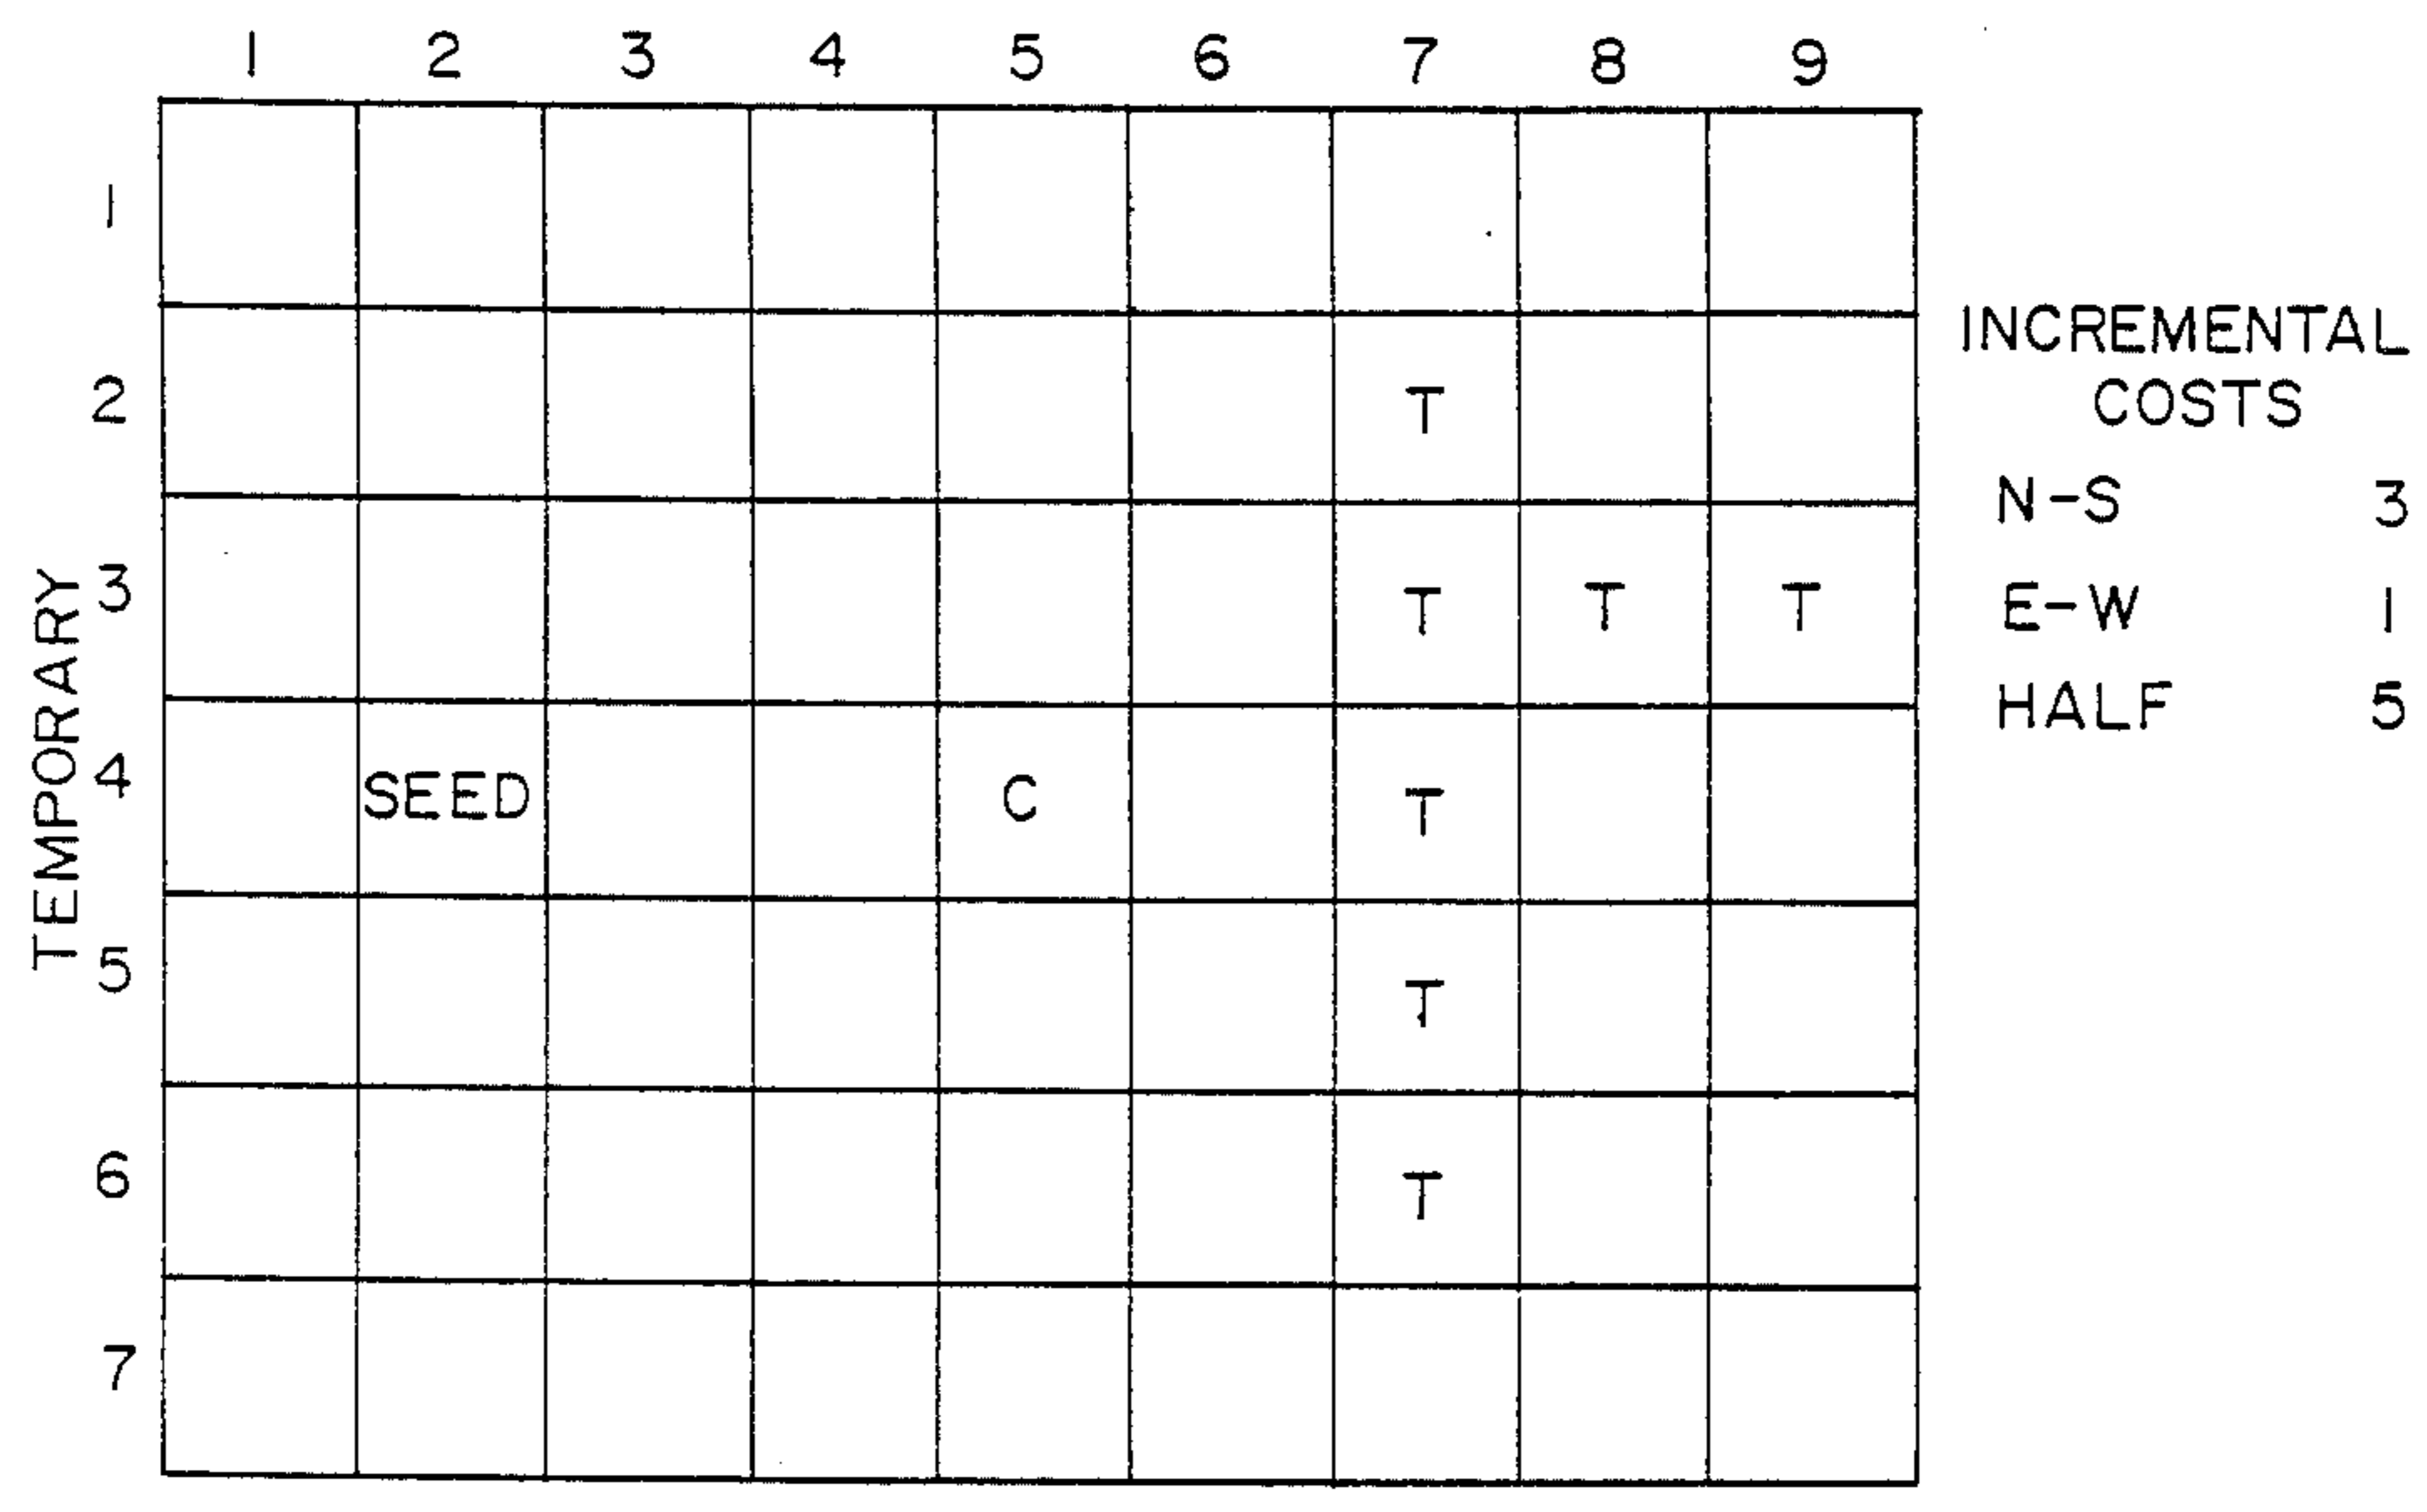 1 2 3 4 5 6 7 8 9
1
2 T
3 T T T
4 SEED C T
5 T
6 T
7
TEMPORARY
INCREMENTAL
COSTS
N-S 3
E-W 1
HALF 5